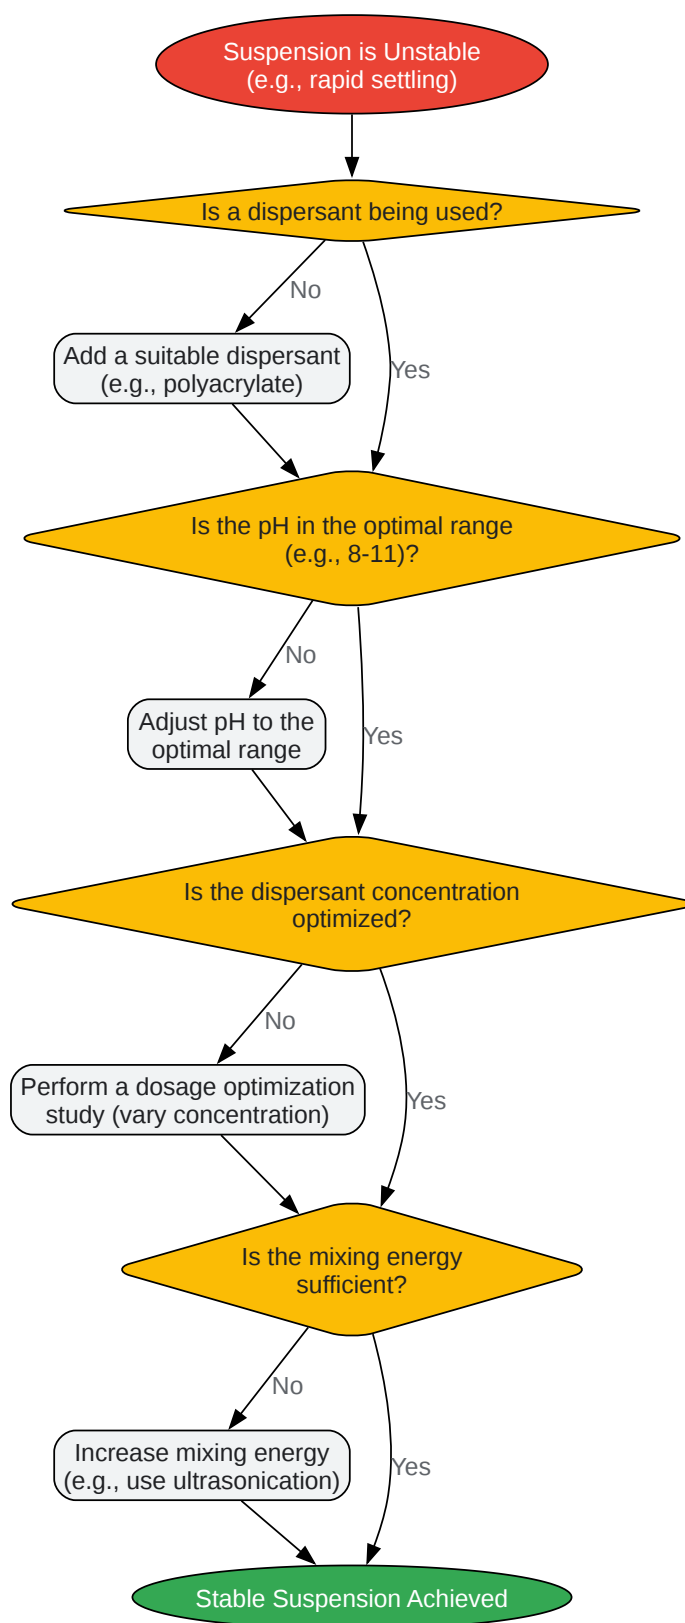 Suspension is Unstable
(e.g., rapid settling)
Is a dispersant being used?
No
Add a suitable dispersant
(e.g., polyacrylate)
Yes
Is the pH in the optimal range
(e.g., 8-11)?
No
Adjust pH to the
optimal range
Yes
Is the dispersant concentration
optimized?
No
Perform a dosage optimization
study (vary concentration)
Yes
Is the mixing energy
sufficient?
No
Increase mixing energy
(e.g., use ultrasonication)
Yes
Stable Suspension Achieved